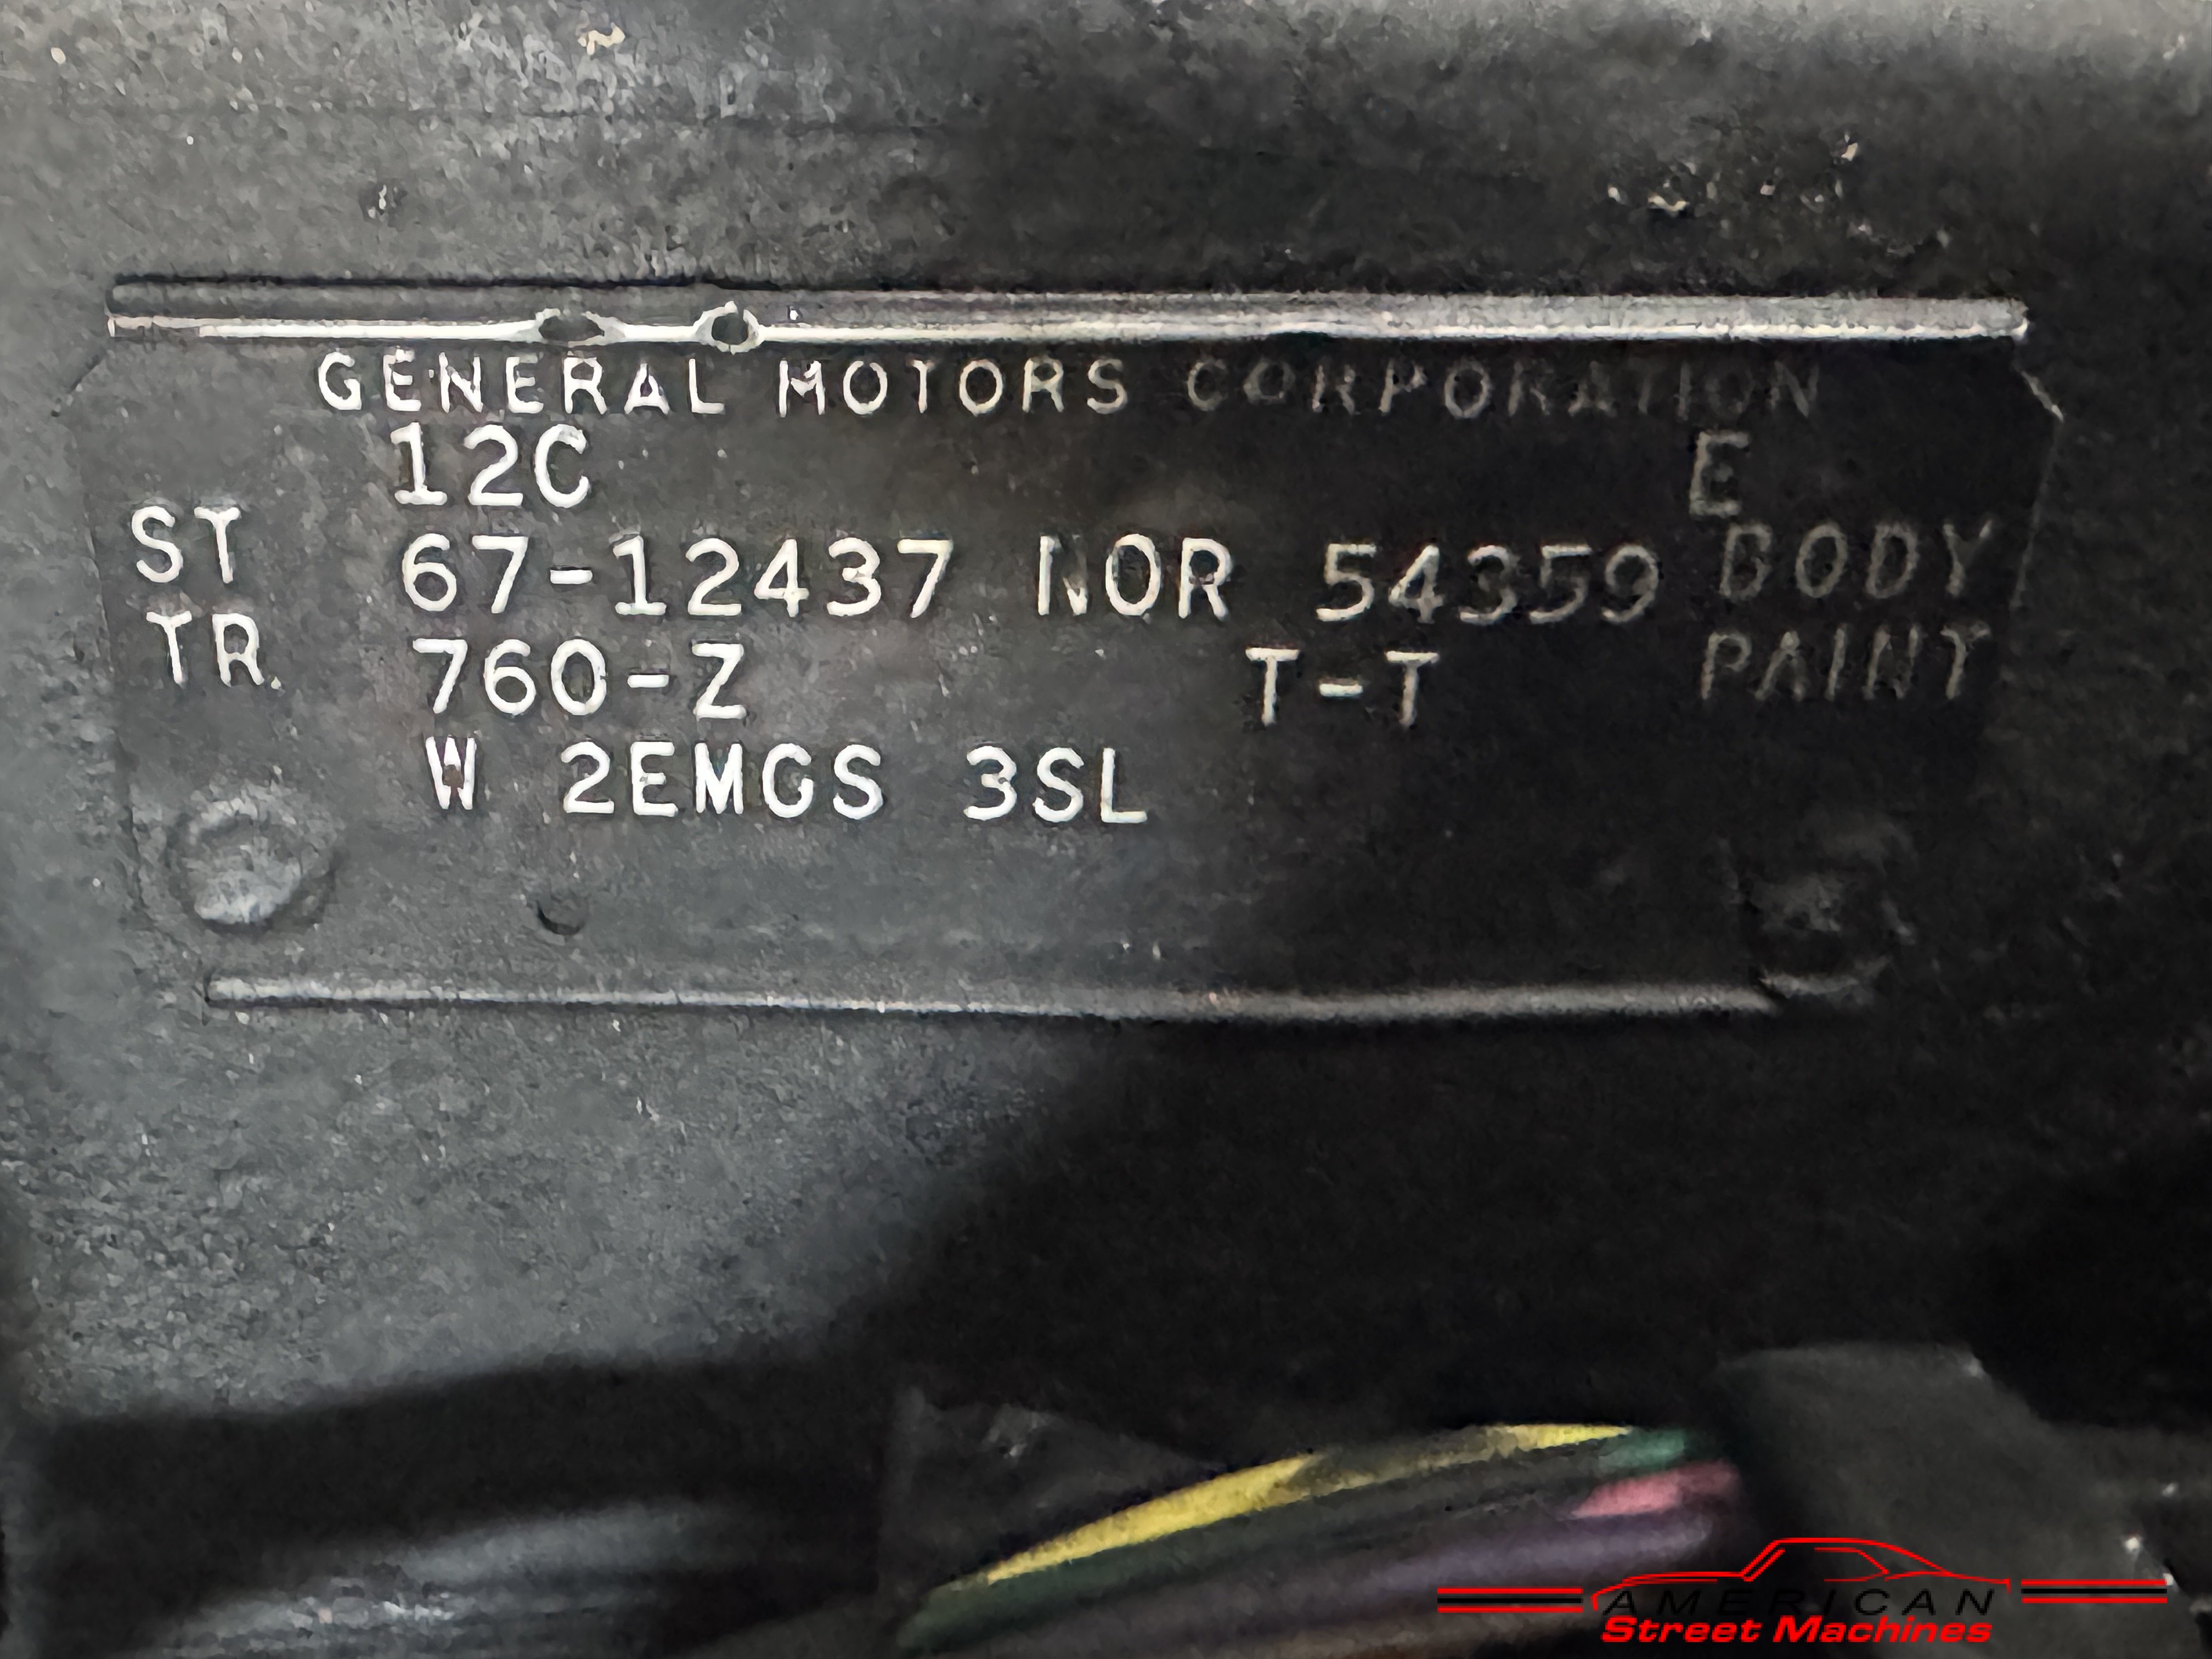 GENERAL MOTORS CORPORATION
12C E
ST 67-12437 NOR 54359 BODY
TR. 760-Z T-T PAINT
W 2EMGS 3SL
AMERICAN
Street Machines